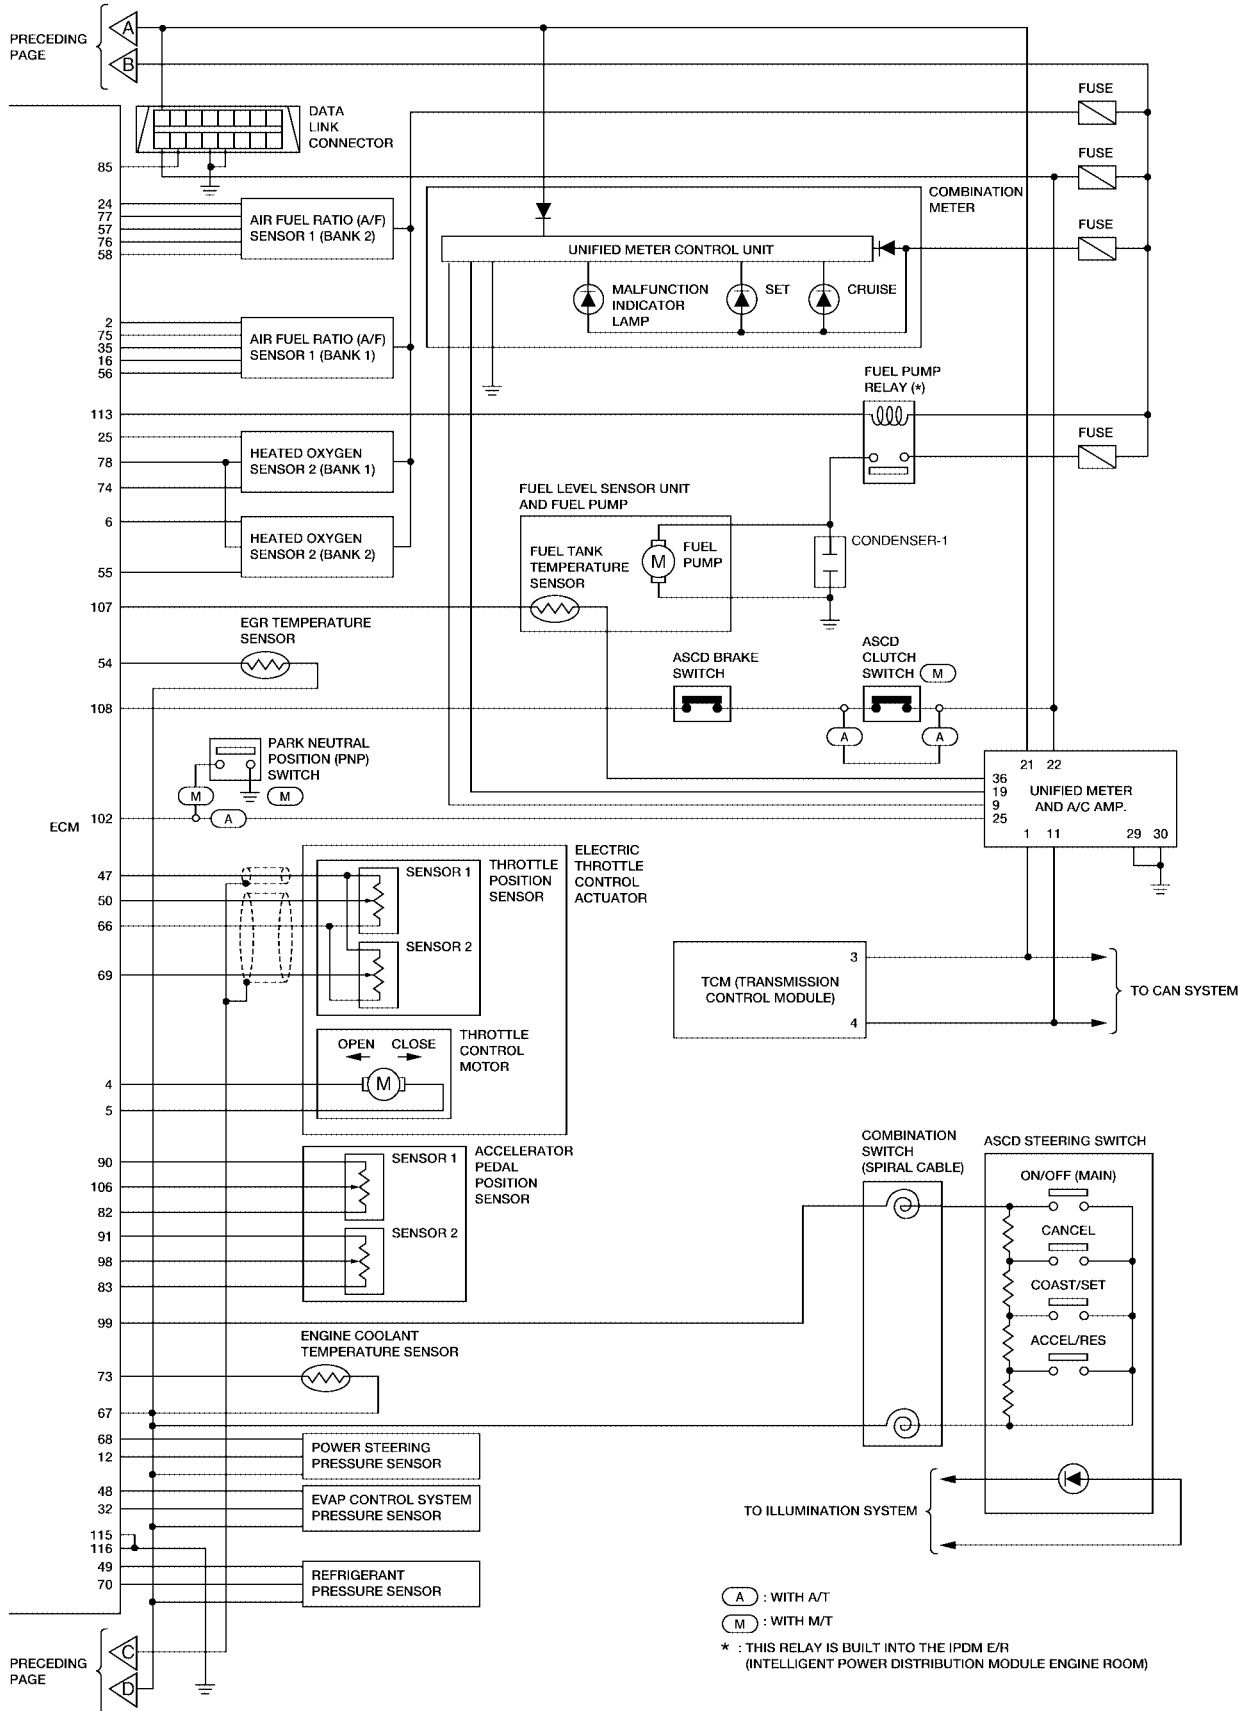 PRECEDING
PAGE
A
B
FUSE
DATA
LINK
CONNECTOR
85
FUSE
24
77
57
76
58
AIR FUEL RATIO (A/F)
SENSOR 1 (BANK 2)
COMBINATION
METER
FUSE
UNIFIED METER CONTROL UNIT
MALFUNCTION
INDICATOR
LAMP
SET
CRUISE
2
75
35
16
56
AIR FUEL RATIO (A/F)
SENSOR 1 (BANK 1)
FUEL PUMP
RELAY (*)
113
25
78
74
HEATED OXYGEN
SENSOR 2 (BANK 1)
FUSE
6
55
HEATED OXYGEN
SENSOR 2 (BANK 2)
FUEL LEVEL SENSOR UNIT
AND FUEL PUMP
FUEL TANK
TEMPERATURE
SENSOR
M
FUEL
PUMP
CONDENSER-1
107
EGR TEMPERATURE
SENSOR
54
ASCD BRAKE
SWITCH
ASCD
CLUTCH
SWITCH
M
108
A
A
PARK NEUTRAL
POSITION (PNP)
SWITCH
M
M
ECM
102
A
21 22
36
19
9
25
UNIFIED METER
AND A/C AMP.
1 11 29 30
ELECTRIC
THROTTLE
CONTROL
ACTUATOR
THROTTLE
POSITION
SENSOR
SENSOR 1
47
50
66
SENSOR 2
69
TCM (TRANSMISSION
CONTROL MODULE)
3
4
TO CAN SYSTEM
THROTTLE
CONTROL
MOTOR
OPEN CLOSE
M
4
5
ACCELERATOR
PEDAL
POSITION
SENSOR
SENSOR 1
90
106
82
SENSOR 2
91
98
83
COMBINATION
SWITCH
(SPIRAL CABLE)
ASCD STEERING SWITCH
ON/OFF (MAIN)
CANCEL
COAST/SET
ACCEL/RES
99
ENGINE COOLANT
TEMPERATURE SENSOR
73
67
68
12
POWER STEERING
PRESSURE SENSOR
48
32
EVAP CONTROL SYSTEM
PRESSURE SENSOR
TO ILLUMINATION SYSTEM
115
116
49
70
REFRIGERANT
PRESSURE SENSOR
A : WITH A/T
M : WITH M/T
* : THIS RELAY IS BUILT INTO THE IPDM E/R
(INTELLIGENT POWER DISTRIBUTION MODULE ENGINE ROOM)
PRECEDING
PAGE
C
D